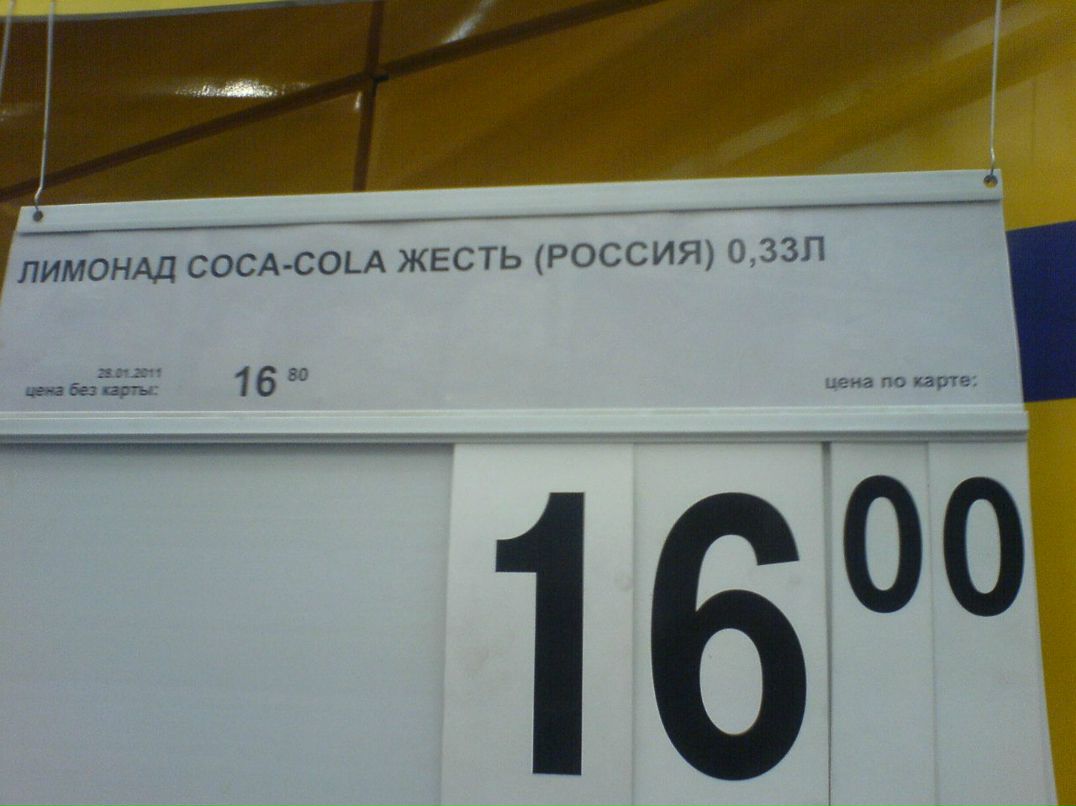 ЛИМОНАД COCA-COLA ЖЕСТЬ (РОССИЯ) 0,33Л
28.01.2011
цена без карты: 16 80
цена по карте:
16 00